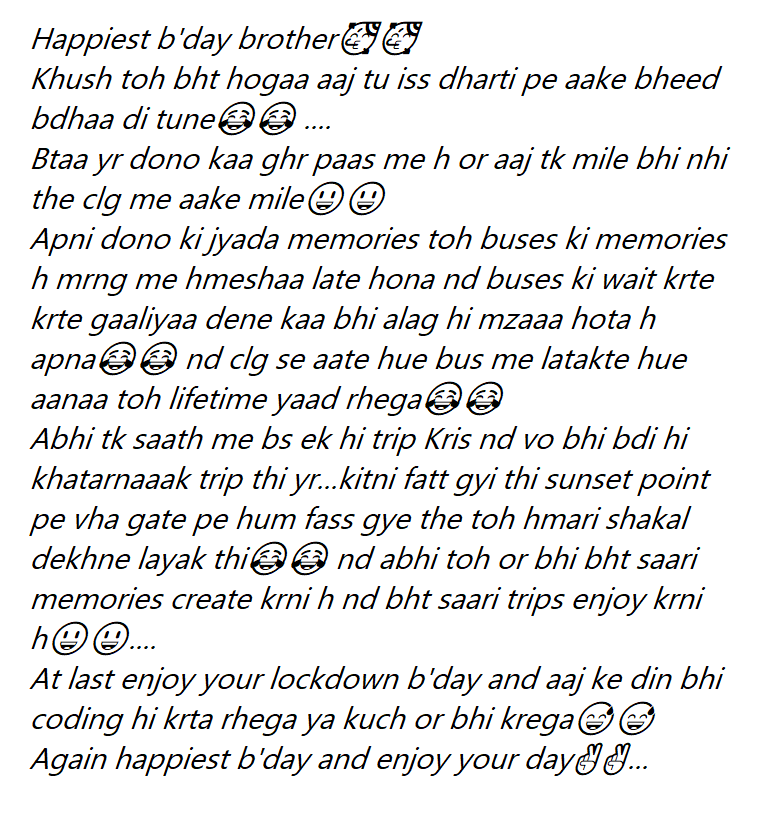 Happiest b'day brother🥳🥳
Khush toh bht hogaa aaj tu iss dharti pe aake bheed
bdhaa di tune😂😂 ....
Btaa yr dono kaa ghr paas me h or aaj tk mile bhi nhi
the clg me aake mile😃😃
Apni dono ki jyada memories toh buses ki memories
h mrng me hmeshaa late hona nd buses ki wait krte
krte gaaliyaa dene kaa bhi alag hi mzaaa hota h
apna😂😂 nd clg se aate hue bus me latakte hue
aanaa toh lifetime yaad rhega😂😂
Abhi tk saath me bs ek hi trip Kris nd vo bhi bdi hi
khatarnaaak trip thi yr...kitni fatt gyi thi sunset point
pe vha gate pe hum fass gye the toh hmari shakal
dekhne layak thi😂😂 nd abhi toh or bhi bht saari
memories create krni h nd bht saari trips enjoy krni
h😃😃....
At last enjoy your lockdown b'day and aaj ke din bhi
coding hi krta rhega ya kuch or bhi krega😅😅
Again happiest b'day and enjoy your day✌✌...